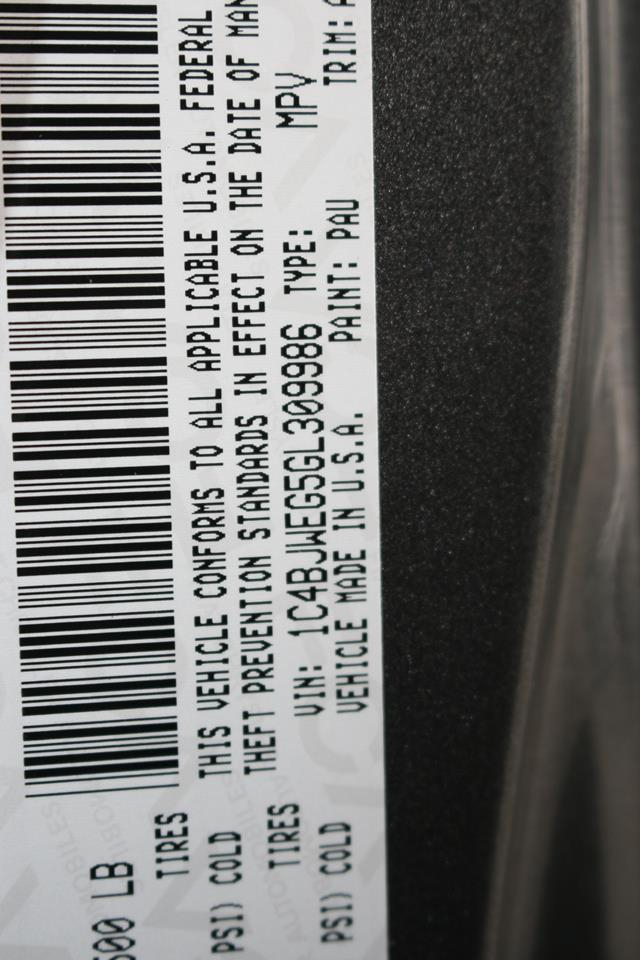 600 LB
TIRES
PSI) COLD
TIRES
PSI) COLD
THIS VEHICLE CONFORMS TO ALL APPLICABLE U.S.A. FEDERAL
THEFT PREVENTION STANDARDS IN EFFECT ON THE DATE OF MAN
VIN: 1C4BJWEG5GL309986 TYPE: MPV
VEHICLE MADE IN U.S.A. PAINT: PAU TRIM: A